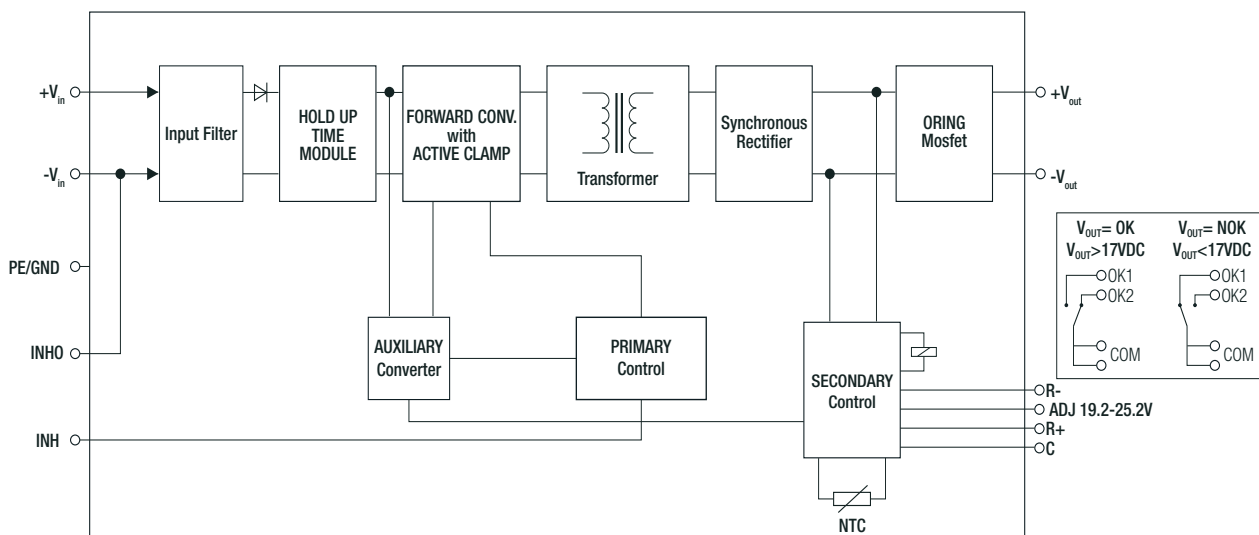 +Vin
-Vin
PE/GND
INHO
INH
Input Filter
HOLD UP
TIME
MODULE
FORWARD CONV.
with
ACTIVE CLAMP
Transformer
Synchronous
Rectifier
ORING
Mosfet
+Vout
-Vout
AUXILIARY
Converter
PRIMARY
Control
SECONDARY
Control
NTC
R-
ADJ 19.2-25.2V
R+
C
VOUT= OK
VOUT>17VDC
OK1
OK2
COM
VOUT= NOK
VOUT<17VDC
OK1
OK2
COM